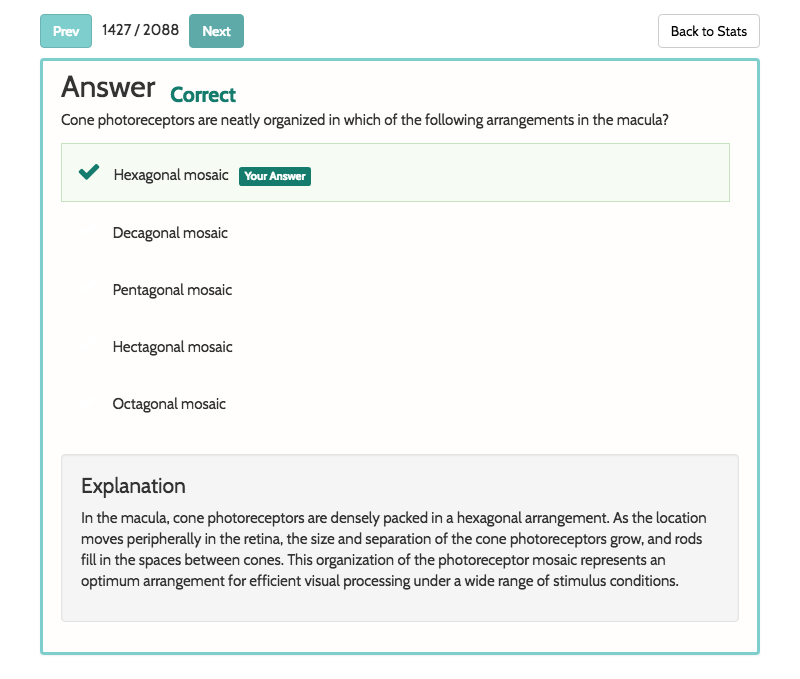 Prev 1427 / 2088 Next Back to Stats
Answer Correct
Cone photoreceptors are neatly organized in which of the following arrangements in the macula?
Hexagonal mosaic Your Answer
Decagonal mosaic
Pentagonal mosaic
Hectagonal mosaic
Octagonal mosaic
Explanation
In the macula, cone photoreceptors are densely packed in a hexagonal arrangement. As the location
moves peripherally in the retina, the size and separation of the cone photoreceptors grow, and rods
fill in the spaces between cones. This organization of the photoreceptor mosaic represents an
optimum arrangement for efficient visual processing under a wide range of stimulus conditions.